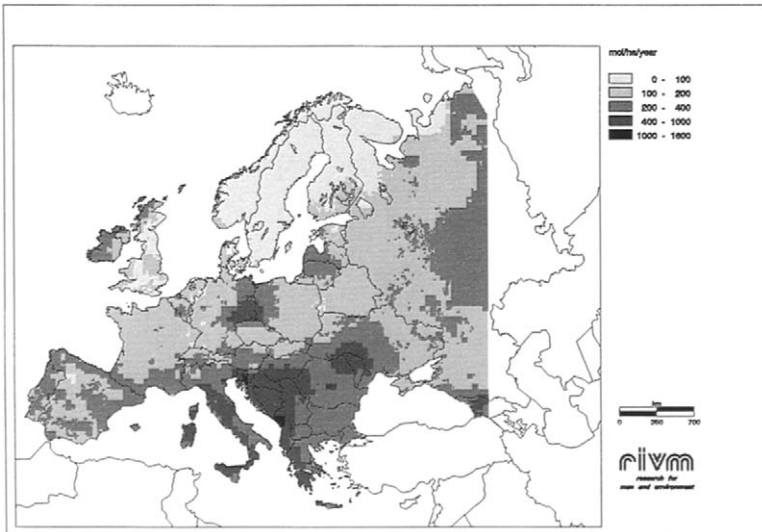 mol/ha/year
0 - 100
100 - 200
200 - 400
400 - 1000
1000 - 1600
km
0 250 700
rivm
research for
man and environment